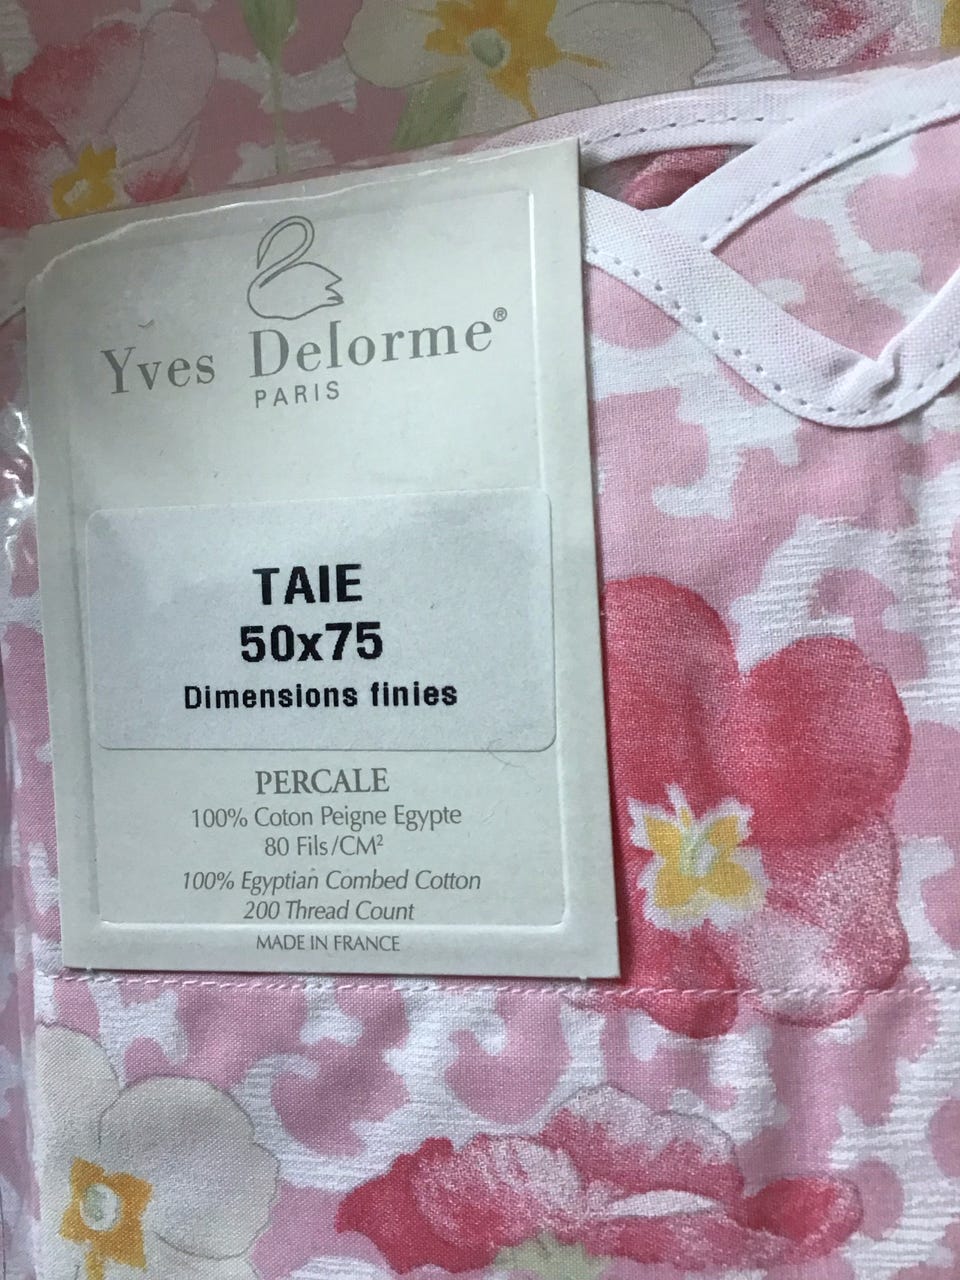 Yves Delorme®
PARIS
TAIE
50x75
Dimensions finies
PERCALE
100% Coton Peigne Egypte
80 Fils/CM²
100% Egyptian Combed Cotton
200 Thread Count
MADE IN FRANCE